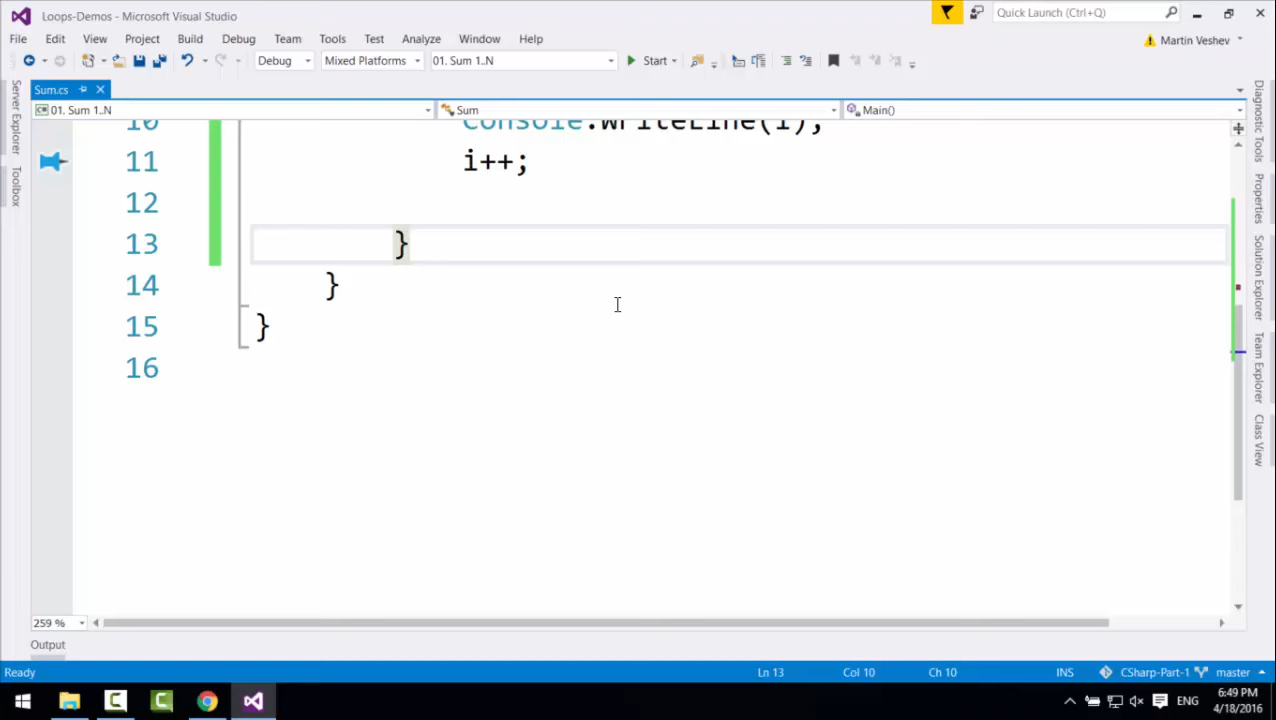 Loops-Demos - Microsoft Visual Studio
Quick Launch (Ctrl+Q)
File Edit View Project Build Debug Team Tools Test Analyze Window Help
Martin Veshev
Debug Mixed Platforms 01. Sum 1..N Start
Sum.cs
01. Sum 1..N Sum Main()
10 Console.WriteLine(i);
11 i++;
12
13 }
14 }
15 }
16
Server Explorer
Toolbox
Diagnostic Tools
Properties
Solution Explorer
Team Explorer
Class View
259 %
Output
Ready Ln 13 Col 10 Ch 10 INS CSharp-Part-1 master
ENG
6:49 PM
4/18/2016